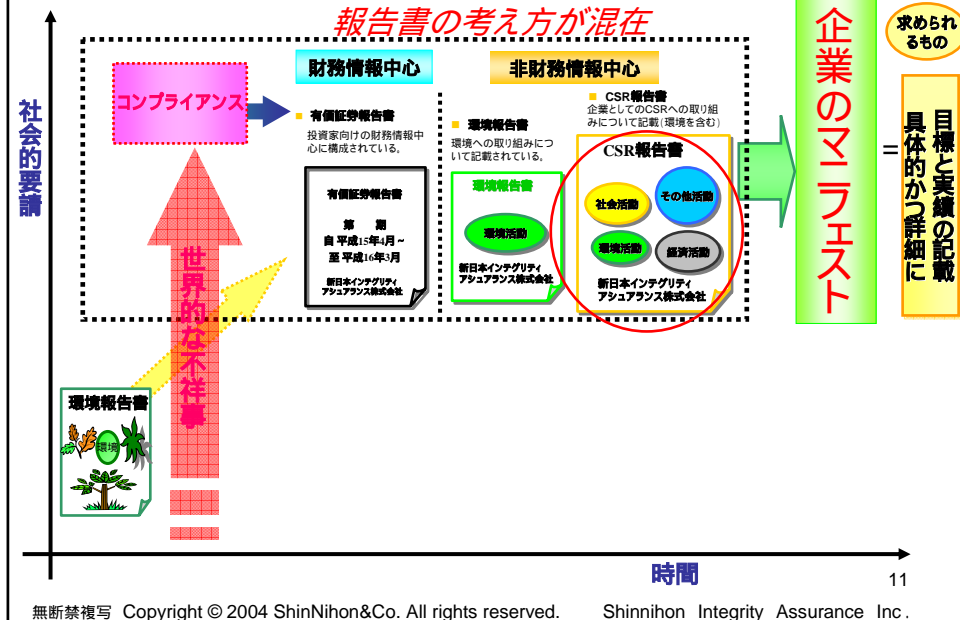 報告書の考え方が混在
財務情報中心
非財務情報中心
コンプライアンス
社会的要請
■ 有価証券報告書
投資家向けの財務情報中
心に構成されている。
有価証券報告書
第　期
自 平成15年4月～
至 平成16年3月
新日本インテグリティ
アシュアランス株式会社
■ 環境報告書
環境への取り組みにつ
いて記載されている。
環境報告書
環境活動
新日本インテグリティ
アシュアランス株式会社
■ CSR報告書
企業としてのCSRへの取り組
みについて記載(環境を含む)
CSR報告書
社会活動
その他活動
環境活動
経済活動
新日本インテグリティ
アシュアランス株式会社
企業のマニフェスト
=
求められ
るもの
目標と実績の記載
具体的かつ詳細に
世界的な不祥事
環境報告書
環境
時間
11
無断禁複写 Copyright © 2004 ShinNihon&Co. All rights reserved. Shinnihon Integrity Assurance Inc.